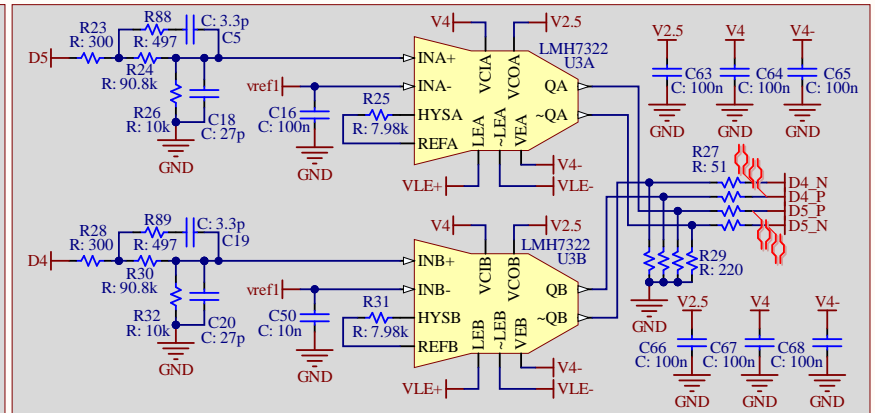 R23
R: 300
R88
C: 3.3p
C5
R: 497
D5
R24
R: 90.8k
R26
R: 10k
C18
C: 27p
GND
vref1
C16
C: 100n
GND
R25
R: 7.98k
V4
V2.5
LMH7322
U3A
INA+
INA-
HYSA
REFA
VCIA
VCOA
QA
~QA
LEA
~LEA
VEA
V4-
VLE+
VLE-
V2.5
V4
V4-
C63
C: 100n
C64
C: 100n
C65
C: 100n
GND
GND
GND
R27
R: 51
D4_N
D4_P
D5_P
D5_N
R29
R: 220
GND
R28
R: 300
R89
C: 3.3p
C19
R: 497
D4
R30
R: 90.8k
R32
R: 10k
C20
C: 27p
GND
vref1
C50
C: 10n
GND
R31
R: 7.98k
V4
V2.5
LMH7322
U3B
INB+
INB-
HYSB
REFB
VCIB
VCOB
QB
~QB
LEB
~LEB
VEB
V4-
VLE+
VLE-
V2.5
V4
V4-
C66
C: 100n
C67
C: 100n
C68
C: 100n
GND
GND
GND